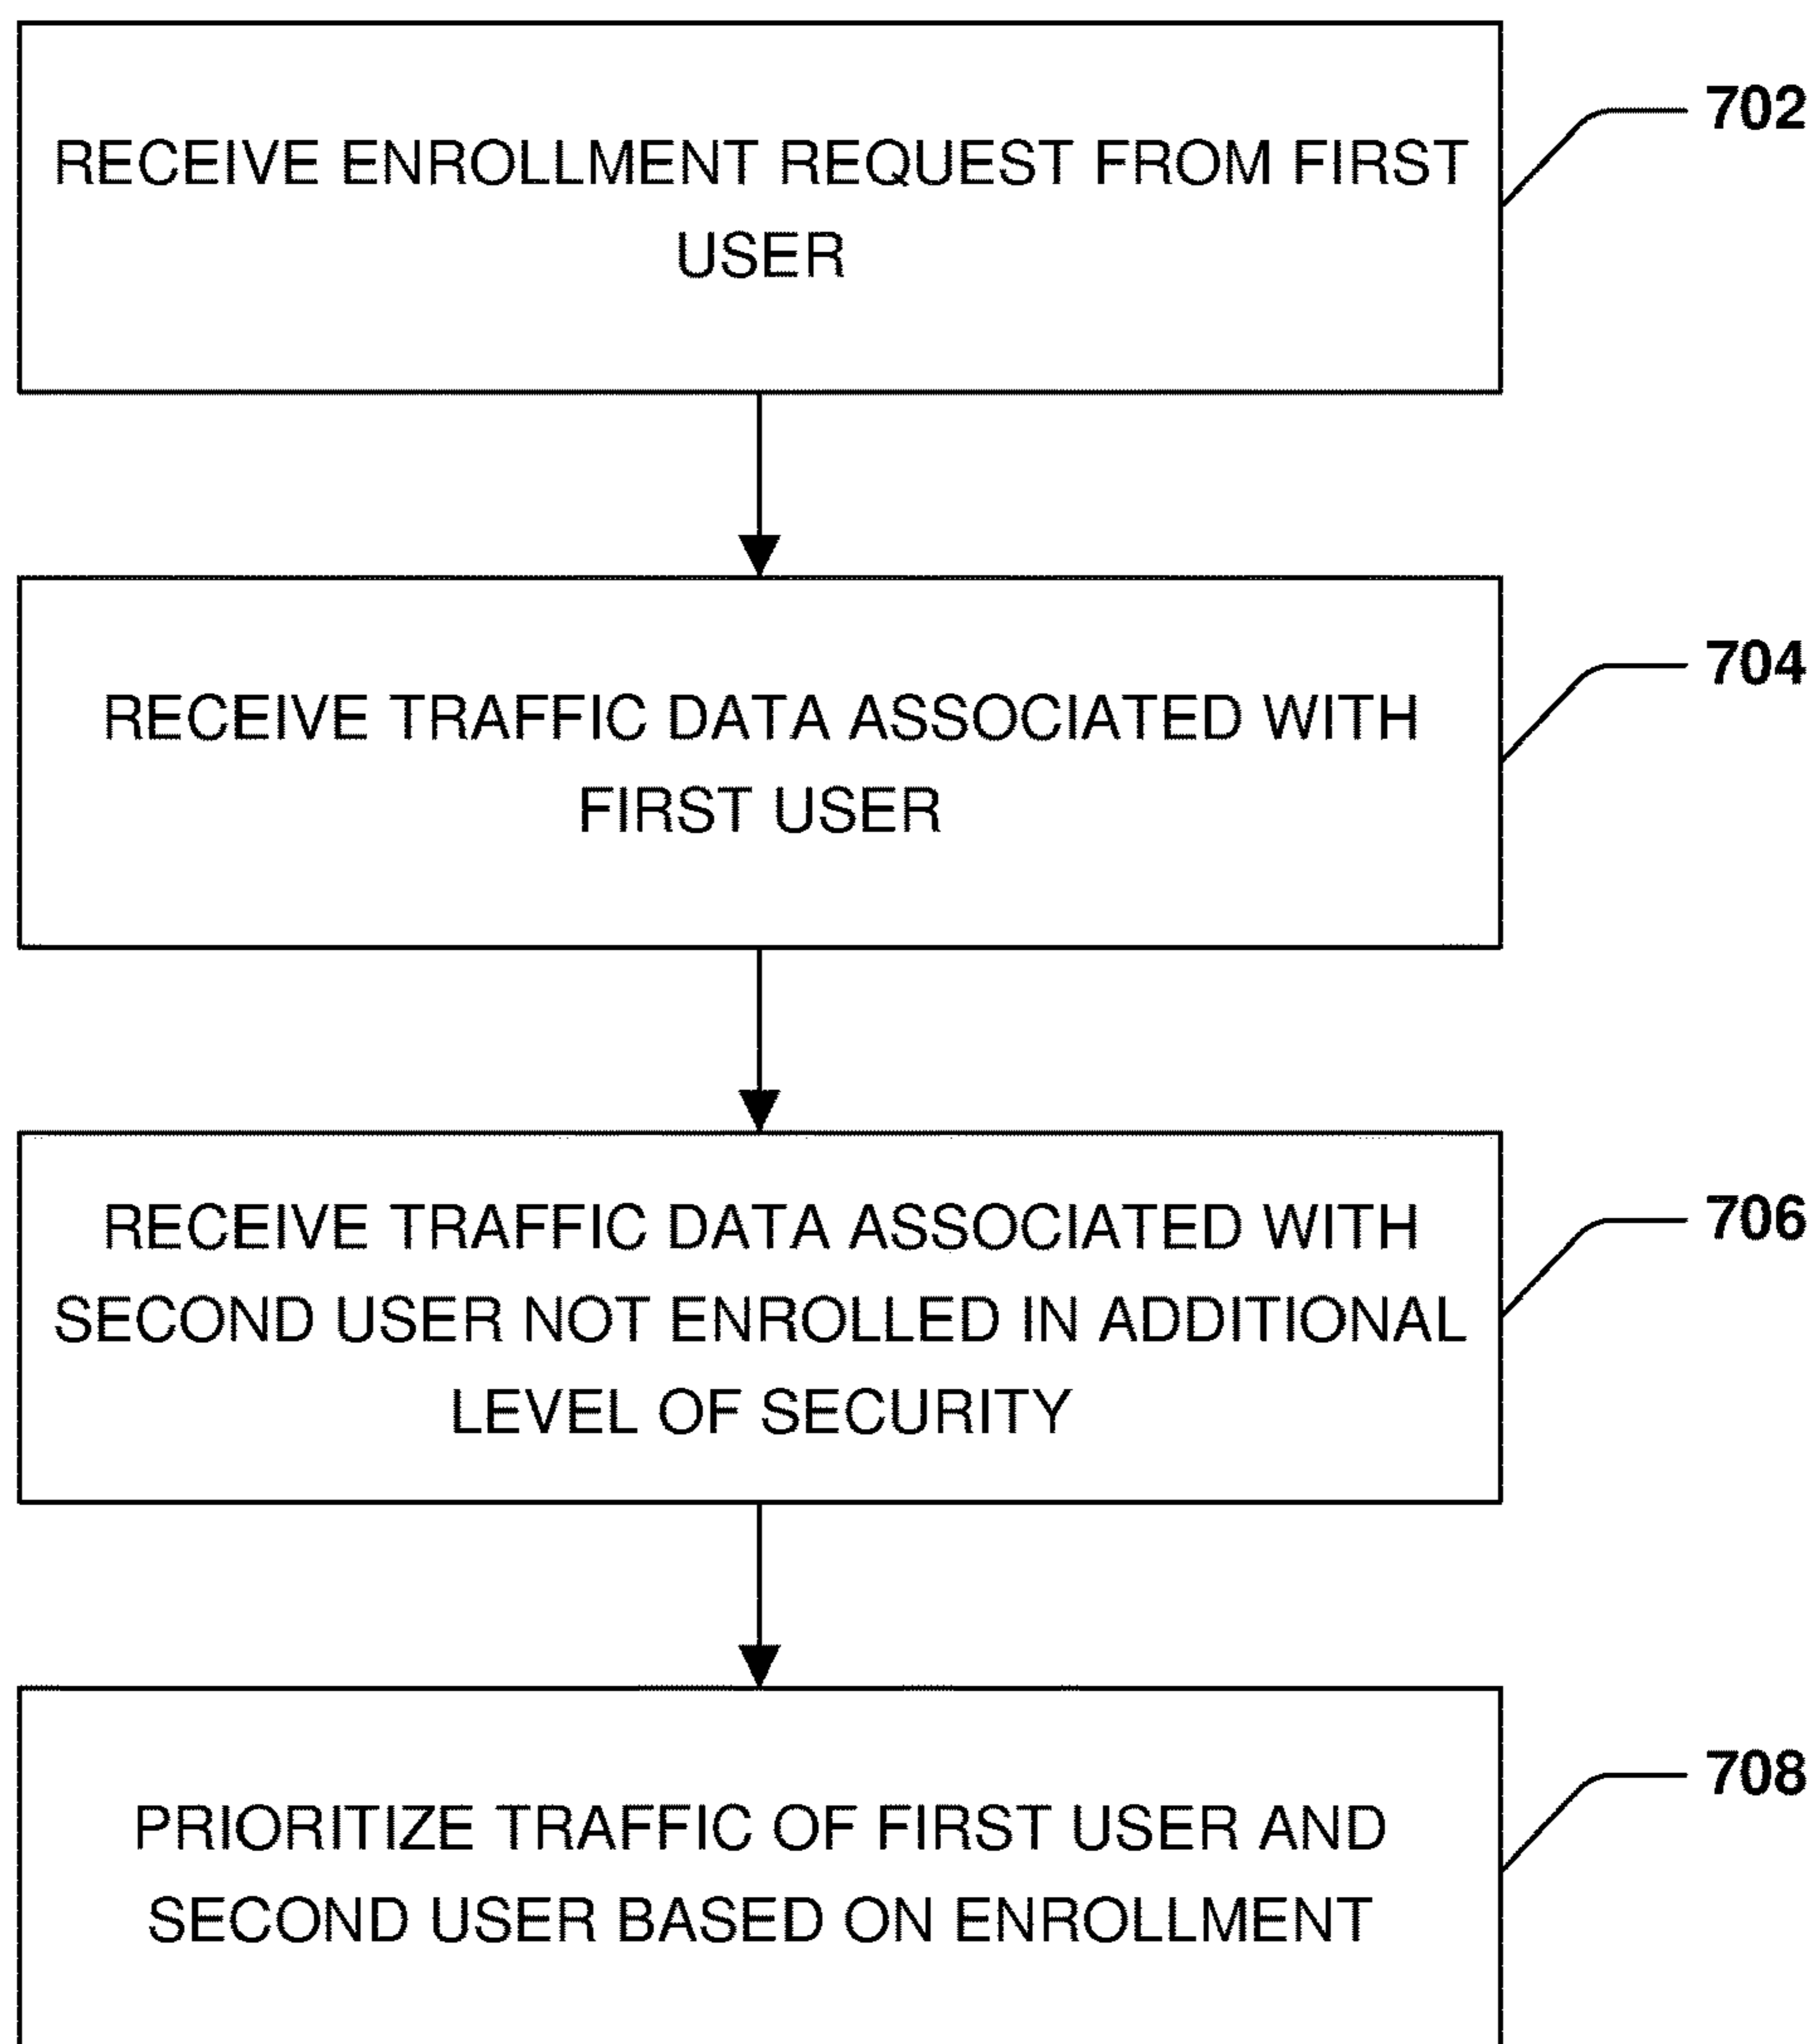 RECEIVE ENROLLMENT REQUEST FROM FIRST
USER
702
RECEIVE TRAFFIC DATA ASSOCIATED WITH
FIRST USER
704
RECEIVE TRAFFIC DATA ASSOCIATED WITH
SECOND USER NOT ENROLLED IN ADDITIONAL
LEVEL OF SECURITY
706
PRIORITIZE TRAFFIC OF FIRST USER AND
SECOND USER BASED ON ENROLLMENT
708